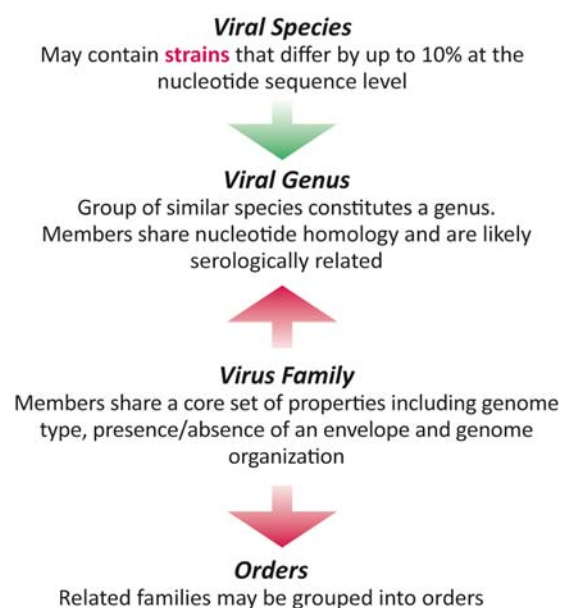 Viral Species
May contain strains that differ by up to 10% at the
nucleotide sequence level
Viral Genus
Group of similar species constitutes a genus.
Members share nucleotide homology and are likely
serologically related
Virus Family
Members share a core set of properties including genome
type, presence/absence of an envelope and genome
organization
Orders
Related families may be grouped into orders